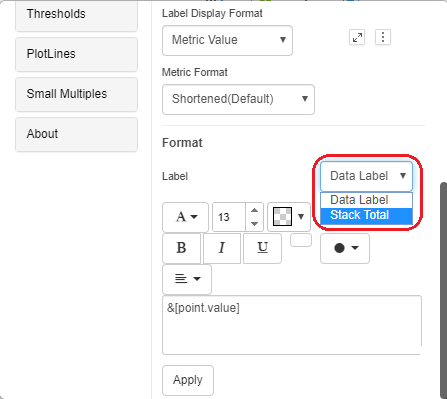 Thresholds
PlotLines
Small Multiples
About
Label Display Format
Metric Value
Metric Format
Shortened(Default)
Format
Label
Data Label
Data Label
Stack Total
A
13
B I U
&[point.value]
Apply